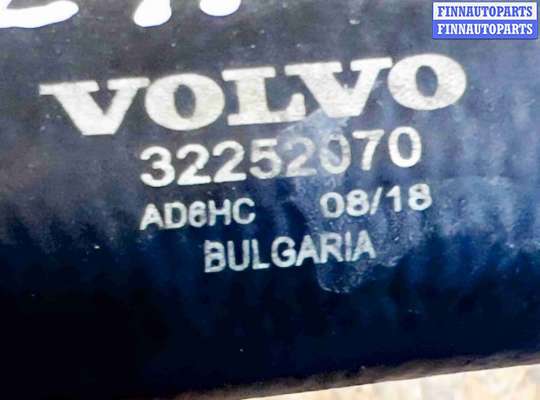 FINNAUTOPARTS
FINNAUTOPARTS
VOLVO
32252070
AD6HC 08/18
BULGARIA